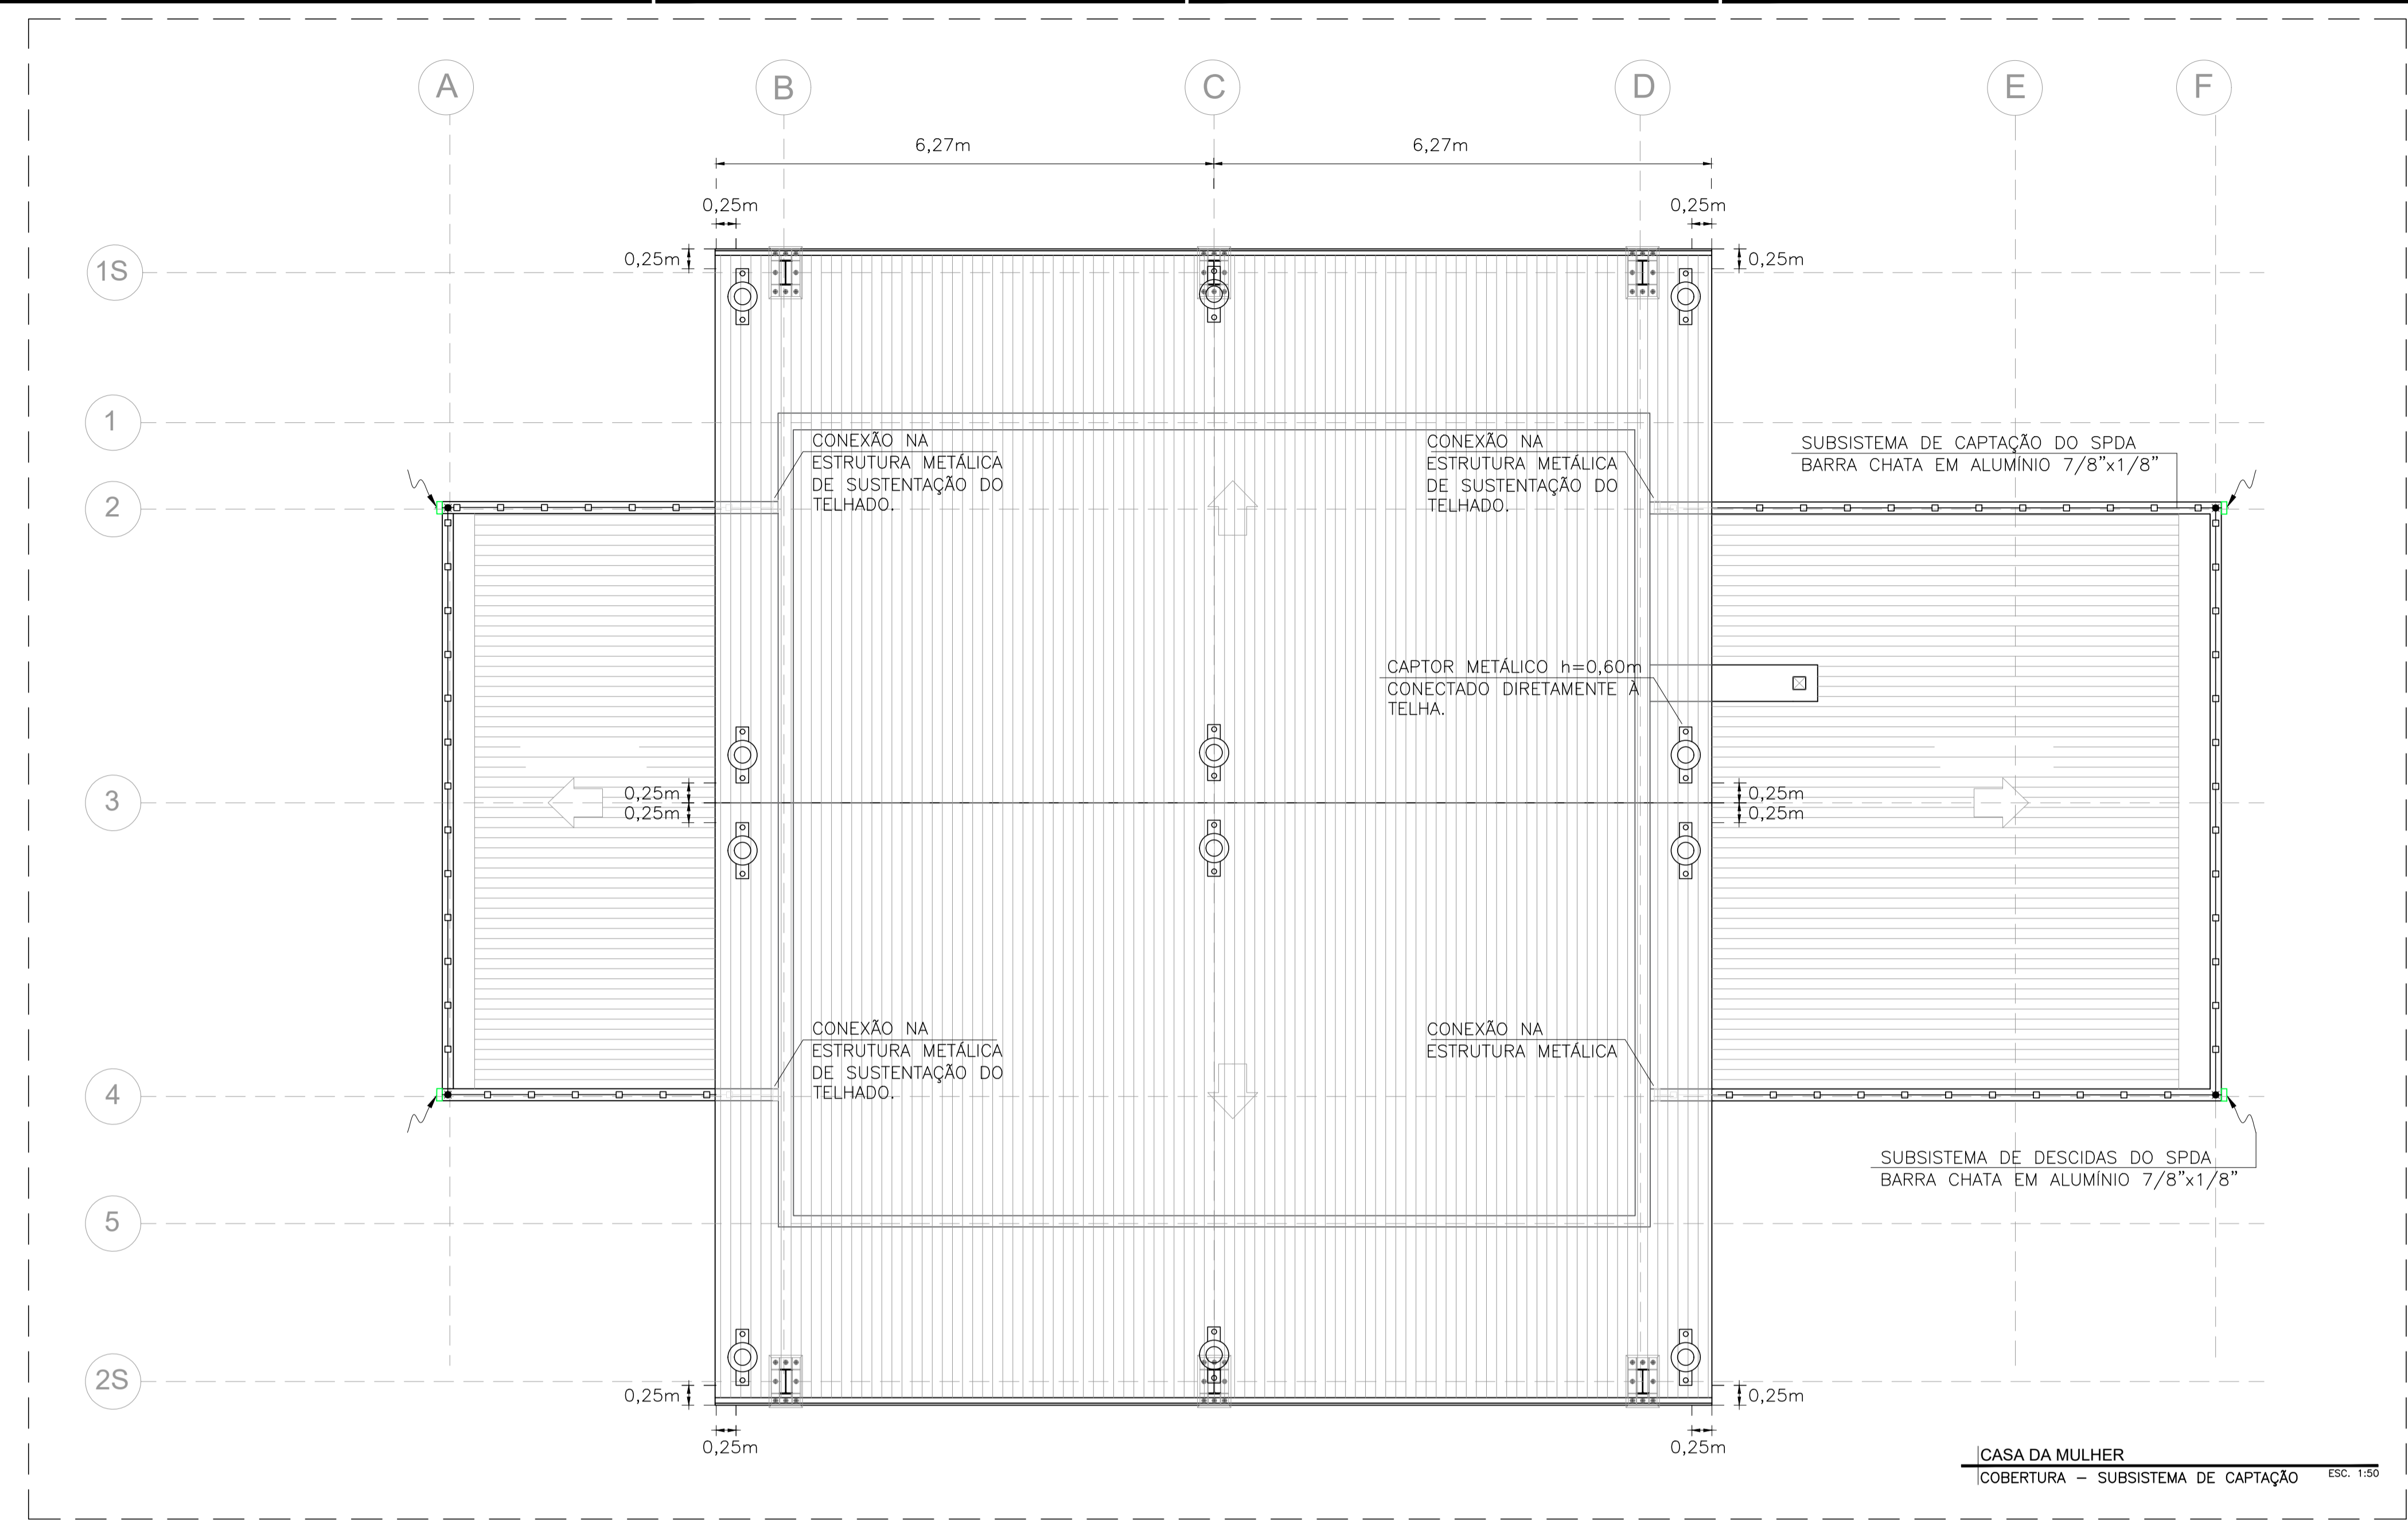 A
B
C
D
E
F
6,27m
6,27m
0,25m
0,25m
0,25m
0,25m
1S
1
CONEXÃO NA
ESTRUTURA METÁLICA
DE SUSTENTAÇÃO DO
TELHADO.
CONEXÃO NA
ESTRUTURA METÁLICA
DE SUSTENTAÇÃO DO
TELHADO.
SUBSISTEMA DE CAPTAÇÃO DO SPDA
BARRA CHATA EM ALUMÍNIO 7/8"x1/8"
2
CAPTOR METÁLICO h=0,60m
CONECTADO DIRETAMENTE À
TELHA.
3
0,25m
0,25m
0,25m
0,25m
CONEXÃO NA
ESTRUTURA METÁLICA
DE SUSTENTAÇÃO DO
TELHADO.
CONEXÃO NA
ESTRUTURA METÁLICA
4
SUBSISTEMA DE DESCIDAS DO SPDA
BARRA CHATA EM ALUMÍNIO 7/8"x1/8"
5
2S
0,25m
0,25m
0,25m
0,25m
CASA DA MULHER
COBERTURA – SUBSISTEMA DE CAPTAÇÃO
ESC. 1:50